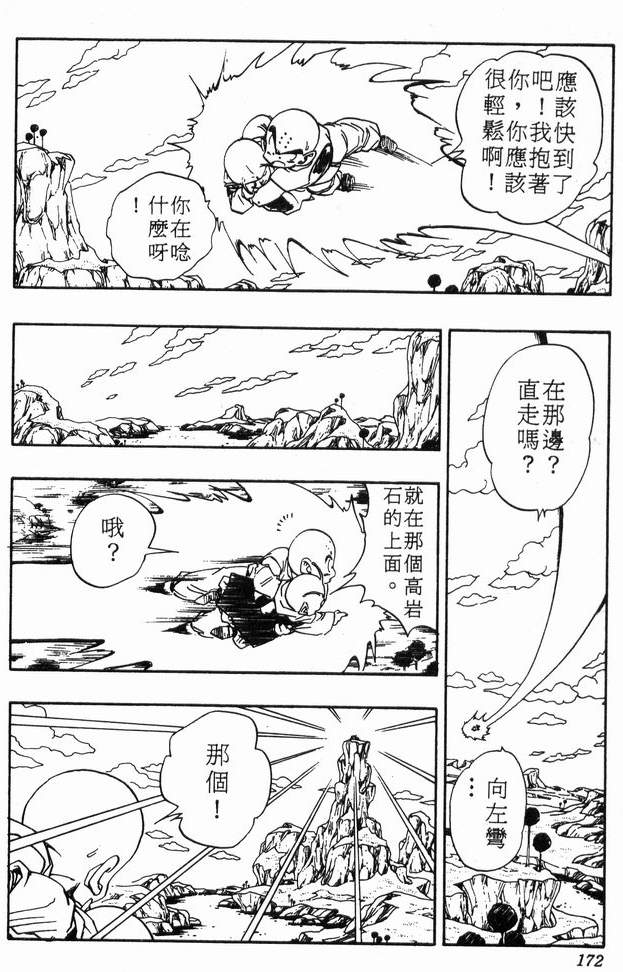 應該快到了
吧！我抱著
你，你應該
很輕鬆啊！
你在唸
什麼呀
！
在那邊？
直走嗎？
向左彎
…
就在那個高岩
石的上面。
哦？
那個！
172